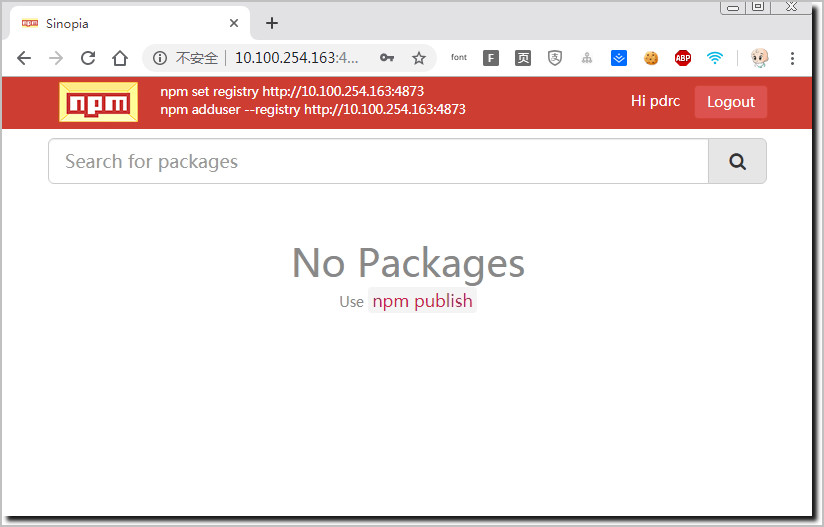 Sinopia
不安全 10.100.254.163:4...
font
F
页
支
ABP
npm
npm set registry http://10.100.254.163:4873
npm adduser --registry http://10.100.254.163:4873
Hi pdrc
Logout
Search for packages
No Packages
Use npm publish